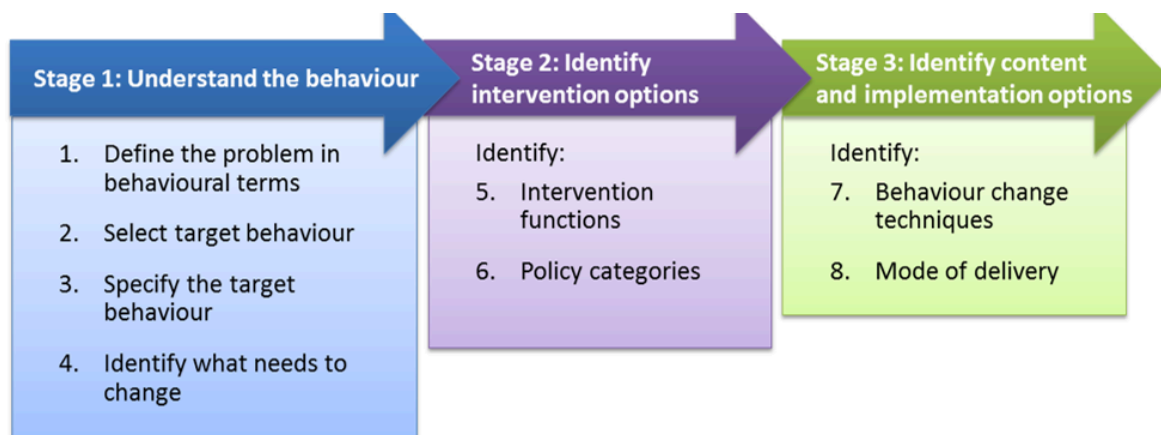 Stage 1: Understand the behaviour
1. Define the problem in
behavioural terms
2. Select target behaviour
3. Specify the target
behaviour
4. Identify what needs to
change
Stage 2: Identify
intervention options
Identify:
5. Intervention
functions
6. Policy categories
Stage 3: Identify content
and implementation options
Identify:
7. Behaviour change
techniques
8. Mode of delivery